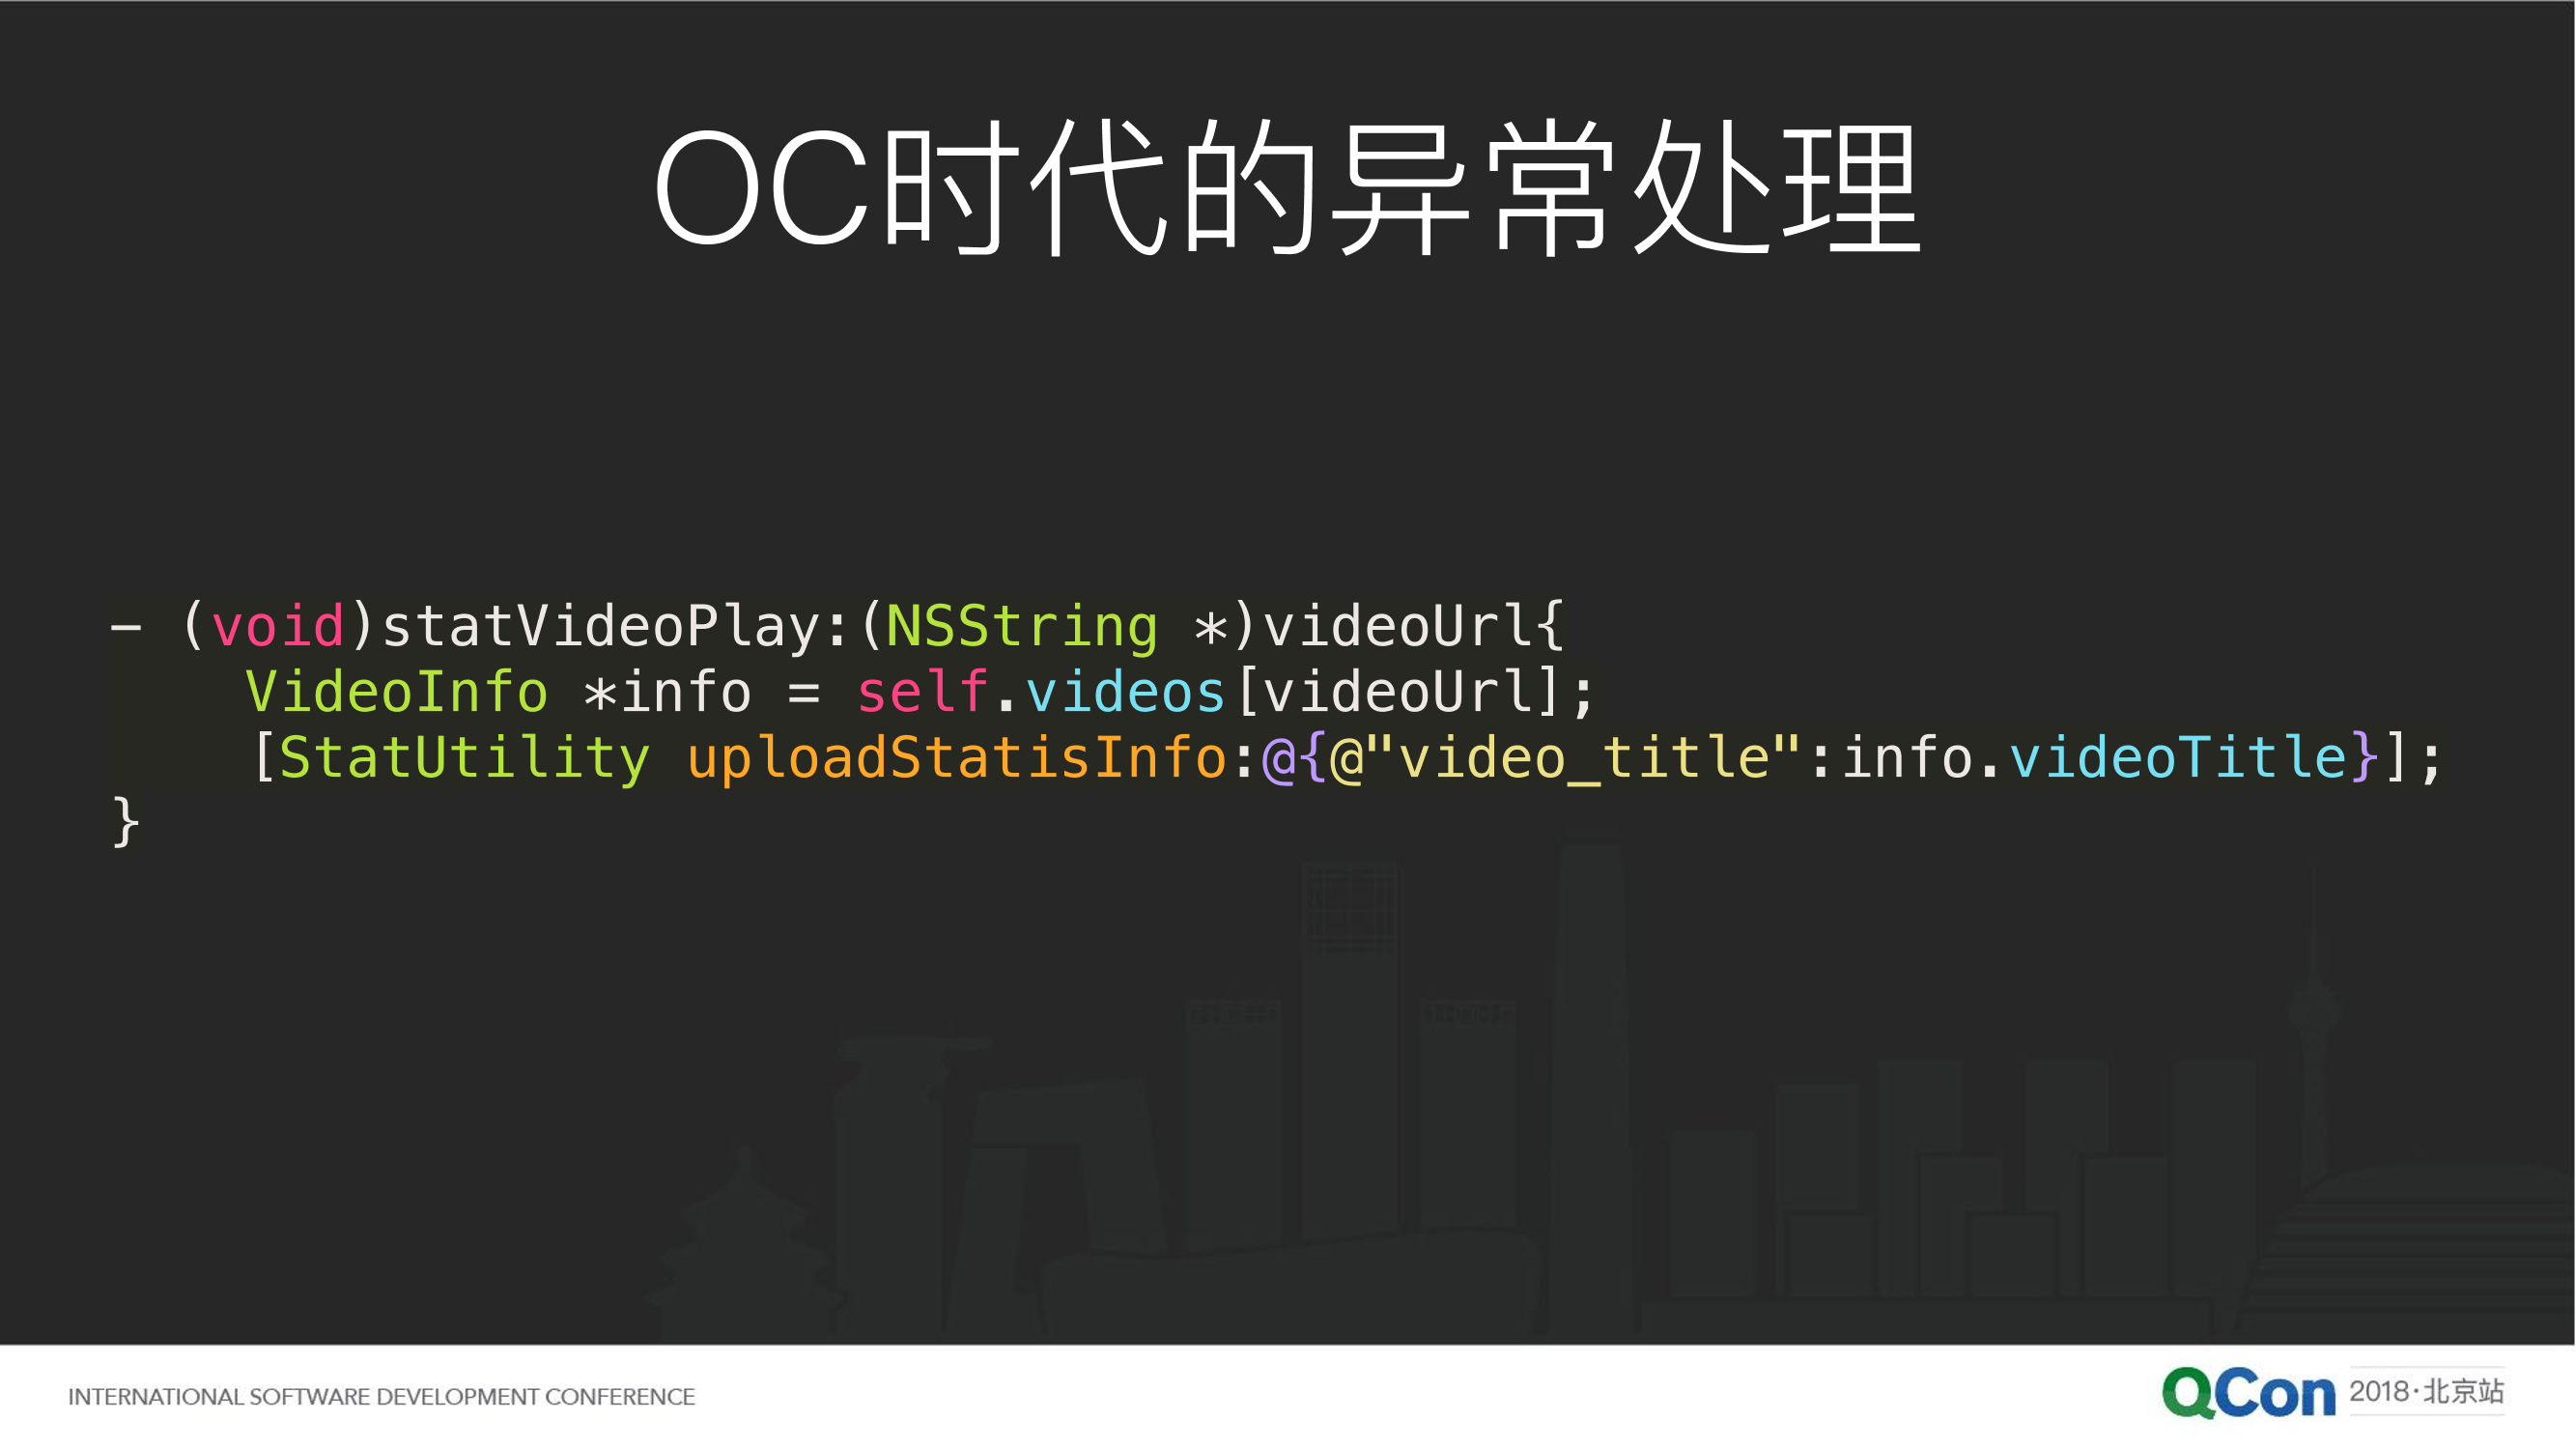 OC时代的异常处理
- (void)statVideoPlay:(NSString *)videoUrl{
    VideoInfo *info = self.videos[videoUrl];
    [StatUtility uploadStatisInfo:@{@"video_title":info.videoTitle}];
}
INTERNATIONAL SOFTWARE DEVELOPMENT CONFERENCE
QCon 2018·北京站